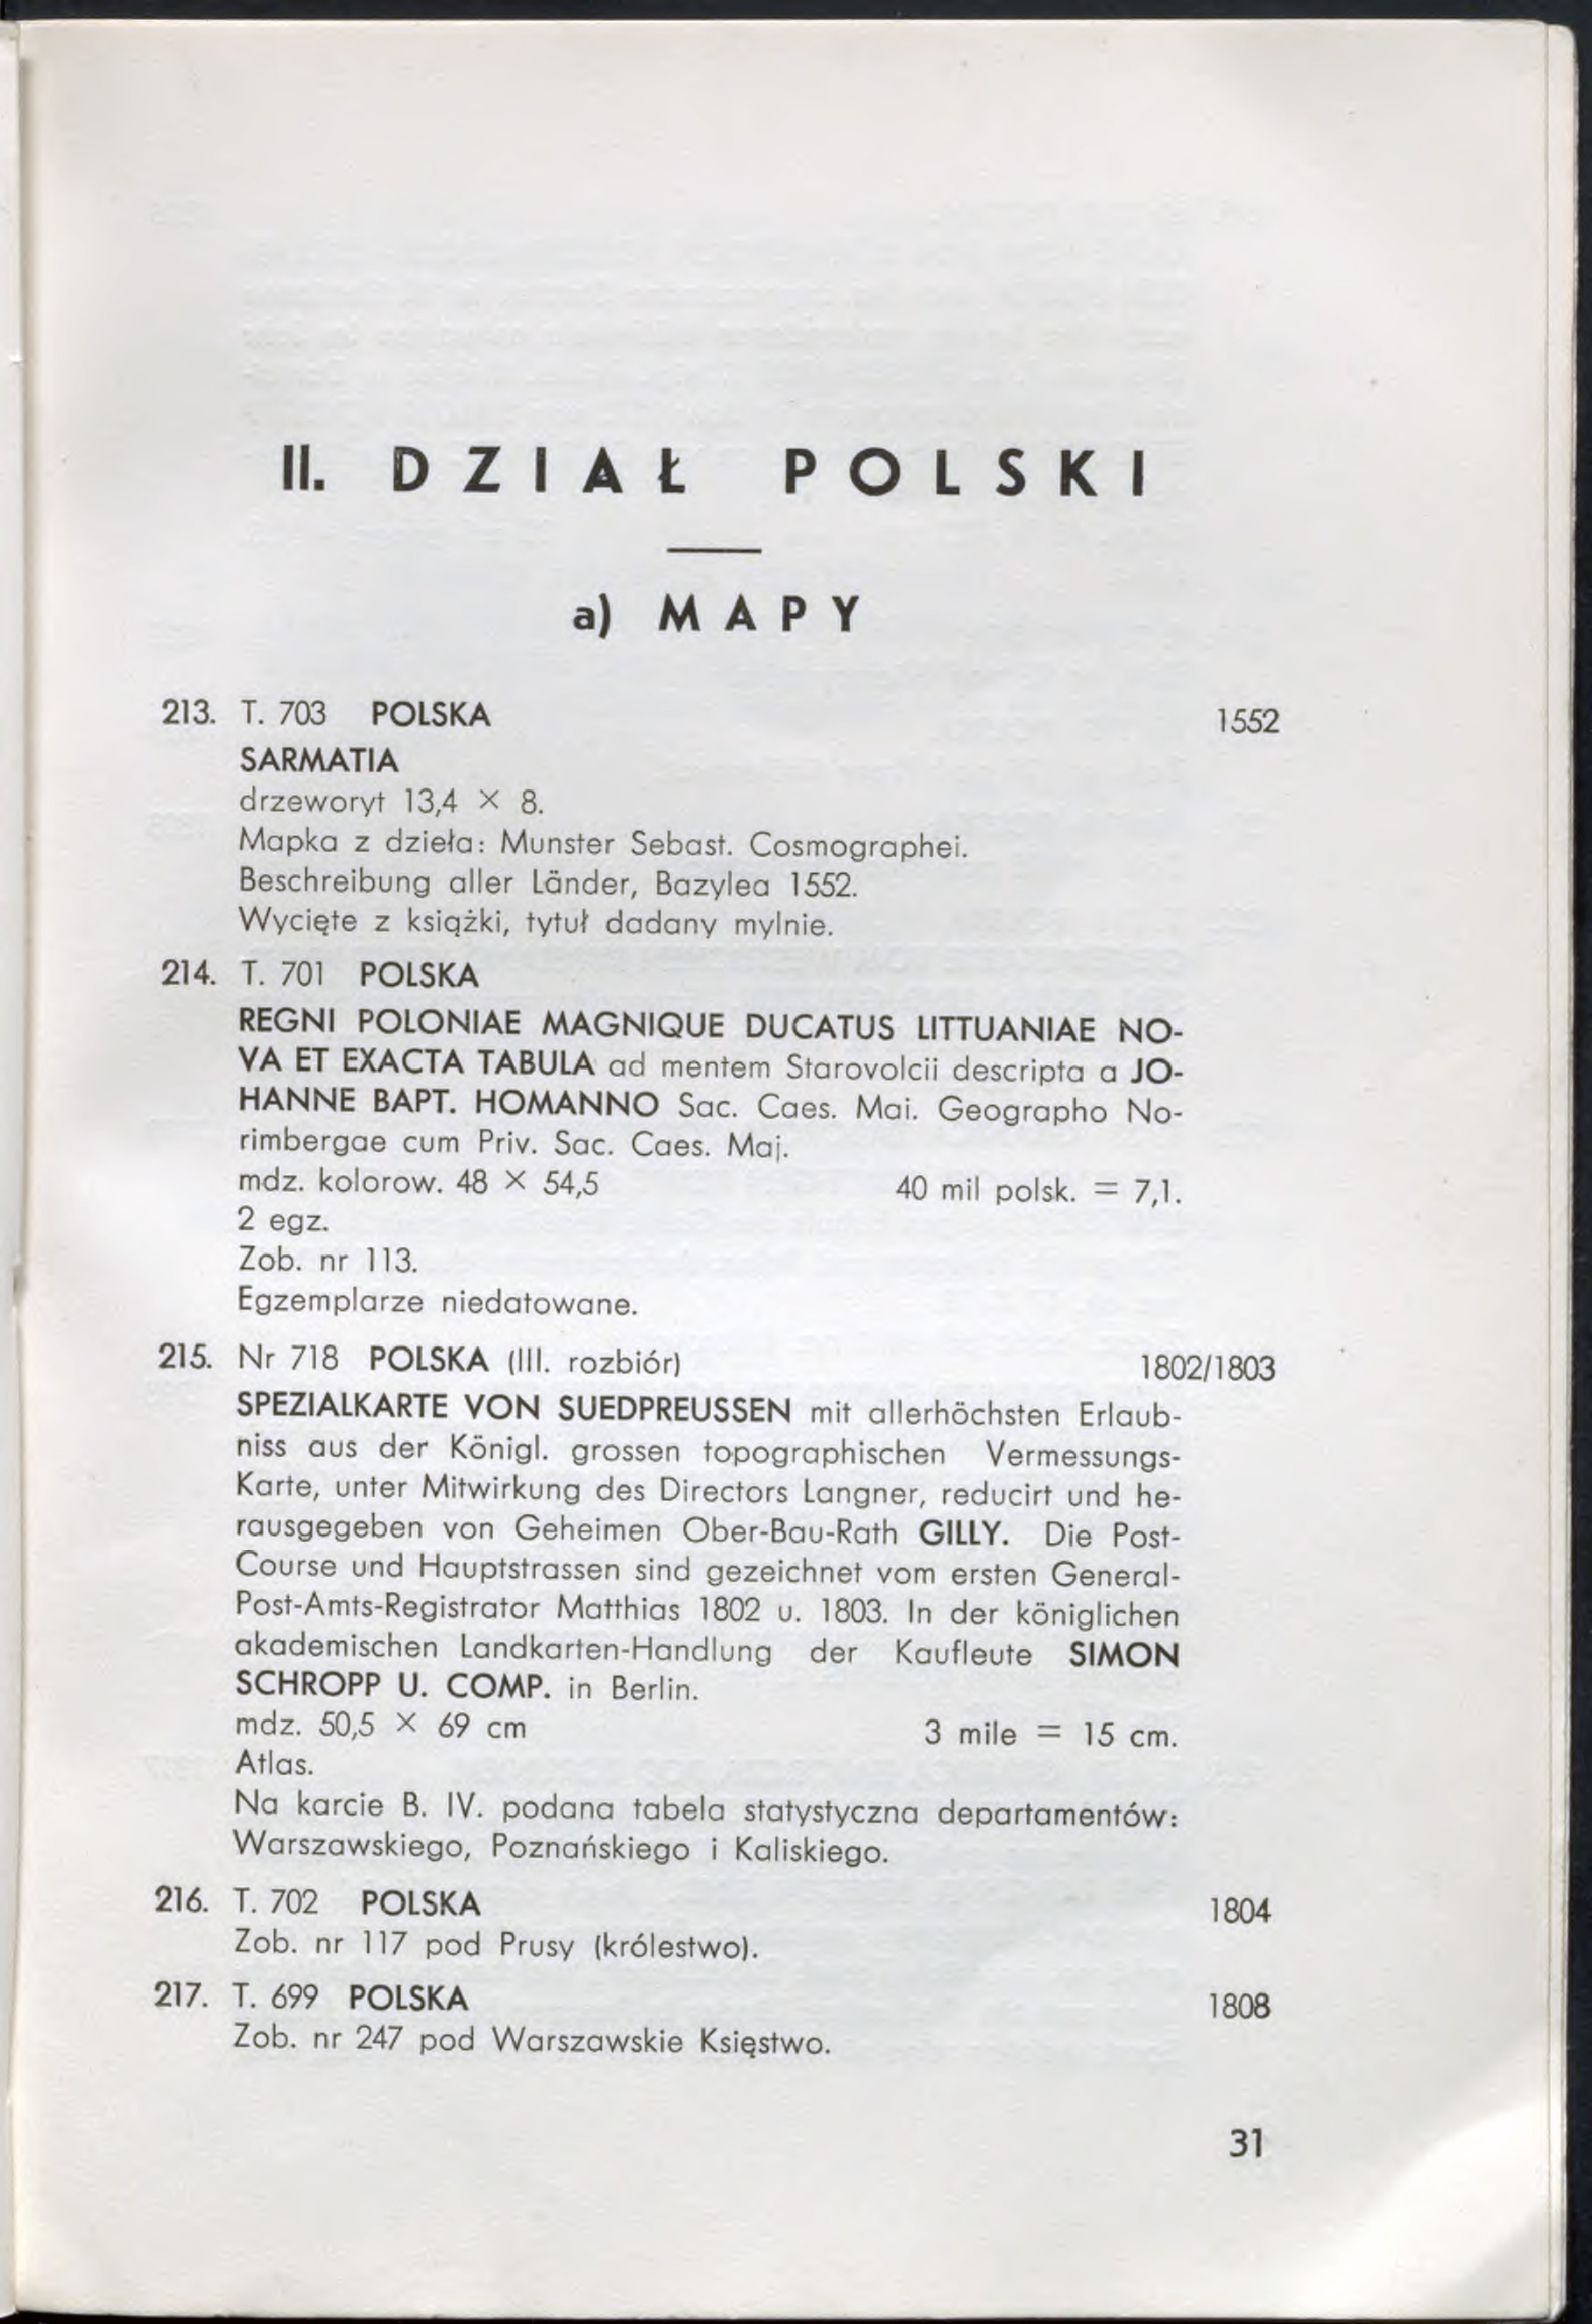 II. DZIAŁ POLSKI
a) MAPY
213. T. 703 POLSKA 1552
SARMATIA
drzeworyt 13,4 × 8.
Mapka z dzieła: Munster Sebast. Cosmographei.
Beschreibung aller Länder, Bazylea 1552.
Wycięte z książki, tytuł dadany mylnie.
214. T. 701 POLSKA
REGNI POLONIAE MAGNIQUE DUCATUS LITTUANIAE NO-
VA ET EXACTA TABULA ad mentem Starovolcii descripta a JO-
HANNE BAPT. HOMANNO Sac. Caes. Mai. Geographo No-
rimbergae cum Priv. Sac. Caes. Maj.
mdz. kolorow. 48 × 54,5 40 mil polsk. = 7,1.
2 egz.
Zob. nr 113.
Egzemplarze niedatowane.
215. Nr 718 POLSKA (III. rozbiór) 1802/1803
SPEZIALKARTE VON SUEDPREUSSEN mit allerhöchsten Erlaub-
niss aus der Königl. grossen topographischen Vermessungs-
Karte, unter Mitwirkung des Directors Langner, reducirt und he-
rausgegeben von Geheimen Ober-Bau-Rath GILLY. Die Post-
Course und Hauptstrassen sind gezeichnet vom ersten General-
Post-Amts-Registrator Matthias 1802 u. 1803. In der königlichen
akademischen Landkarten-Handlung der Kaufleute SIMON
SCHROPP U. COMP. in Berlin.
mdz. 50,5 × 69 cm 3 mile = 15 cm.
Atlas.
Na karcie B. IV. podana tabela statystyczna departamentów:
Warszawskiego, Poznańskiego i Kaliskiego.
216. T. 702 POLSKA 1804
Zob. nr 117 pod Prusy (królestwo).
217. T. 699 POLSKA 1808
Zob. nr 247 pod Warszawskie Księstwo.
31